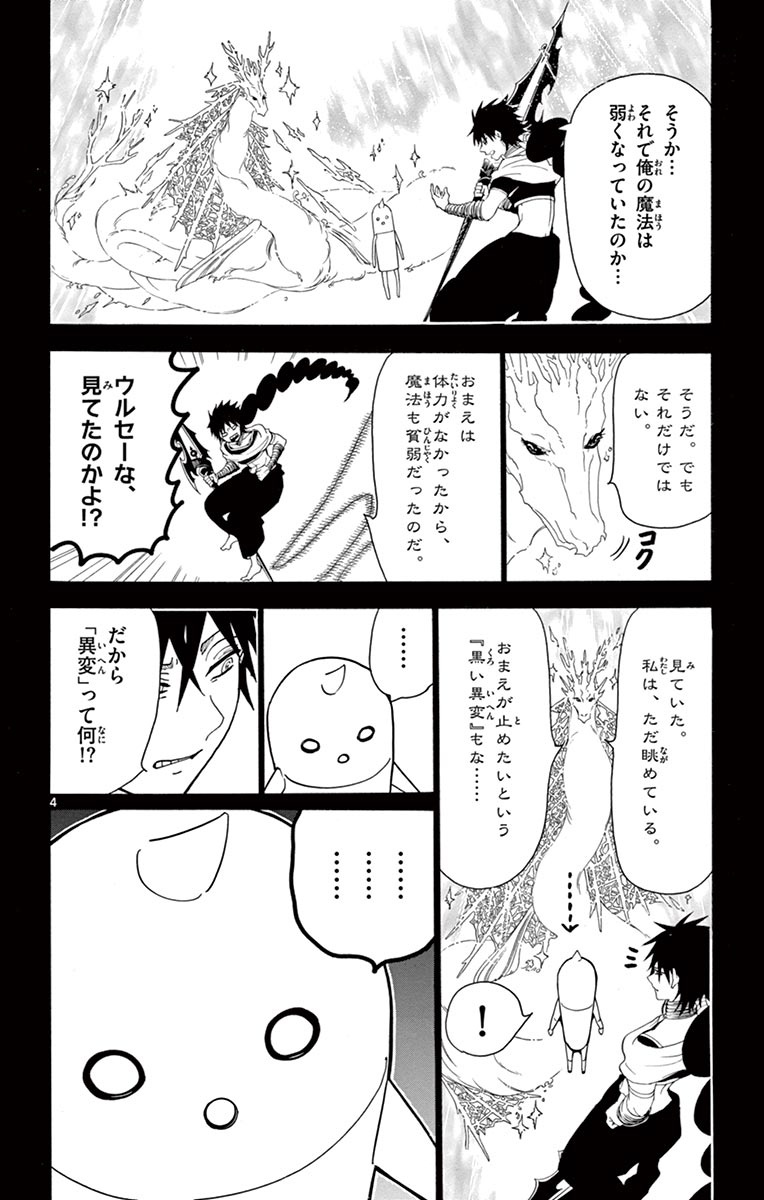 そうか…
それで俺の魔法は
弱くなっていたのか…
そうだ。でも
それだけでは
ない。
コク
おまえは
体力がなかったから、
魔法も貧弱だったのだ。
ウルセーな、
見てたのかよ!?
見ていた。
私は、ただ眺めている。
おまえが止めたいという
『黒い異変』もな……
！
……
だから
「異変」って何!?
………
4